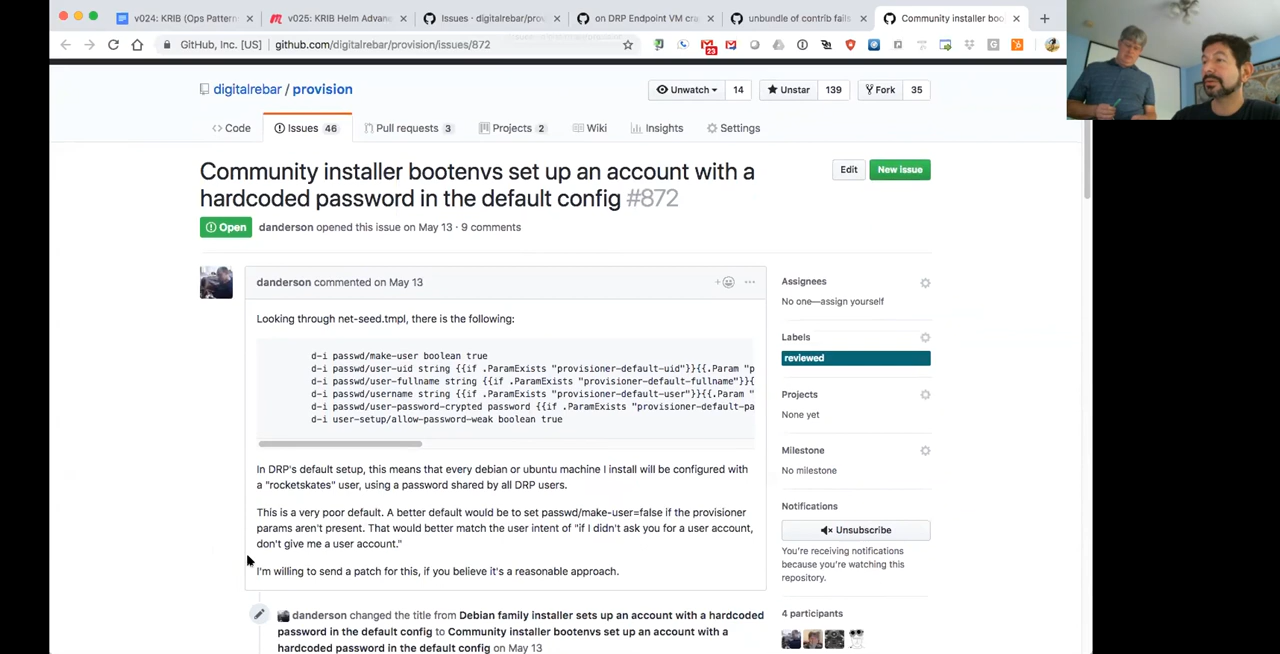 v024: KRIB (Ops Pattern
v025: KRIB Helm Advan
Issues · digitalrebar/prov
on DRP Endpoint VM cra
unbundle of contrib fails
Community installer boo
GitHub, Inc. [US]
github.com/digitalrebar/provision/issues/872
23
digitalrebar / provision
Unwatch
14
Unstar
139
Fork
35
Code
Issues 46
Pull requests 3
Projects 2
Wiki
Insights
Settings
Community installer bootenvs set up an account with a
hardcoded password in the default config #872
Edit
New issue
Open
danderson opened this issue on May 13 · 9 comments
danderson commented on May 13
Looking through net-seed.tmpl, there is the following:
d-i passwd/make-user boolean true
d-i passwd/user-uid string {{if .ParamExists "provisioner-default-uid"}}{{.Param "p
d-i passwd/user-fullname string {{if .ParamExists "provisioner-default-fullname"}}{
d-i passwd/username string {{if .ParamExists "provisioner-default-user"}}{{.Param "
d-i passwd/user-password-crypted password {{if .ParamExists "provisioner-default-pa
d-i user-setup/allow-password-weak boolean true
In DRP's default setup, this means that every debian or ubuntu machine I install will be configured with
a "rocketskates" user, using a password shared by all DRP users.
This is a very poor default. A better default would be to set passwd/make-user=false if the provisioner
params aren't present. That would better match the user intent of "if I didn't ask you for a user account,
don't give me a user account."
I'm willing to send a patch for this, if you believe it's a reasonable approach.
danderson changed the title from Debian family installer sets up an account with a hardcoded
password in the default config to Community installer bootenvs set up an account with a
hardcoded password in the default config on May 13
Assignees
No one—assign yourself
Labels
reviewed
Projects
None yet
Milestone
No milestone
Notifications
Unsubscribe
You're receiving notifications
because you're watching this
repository.
4 participants